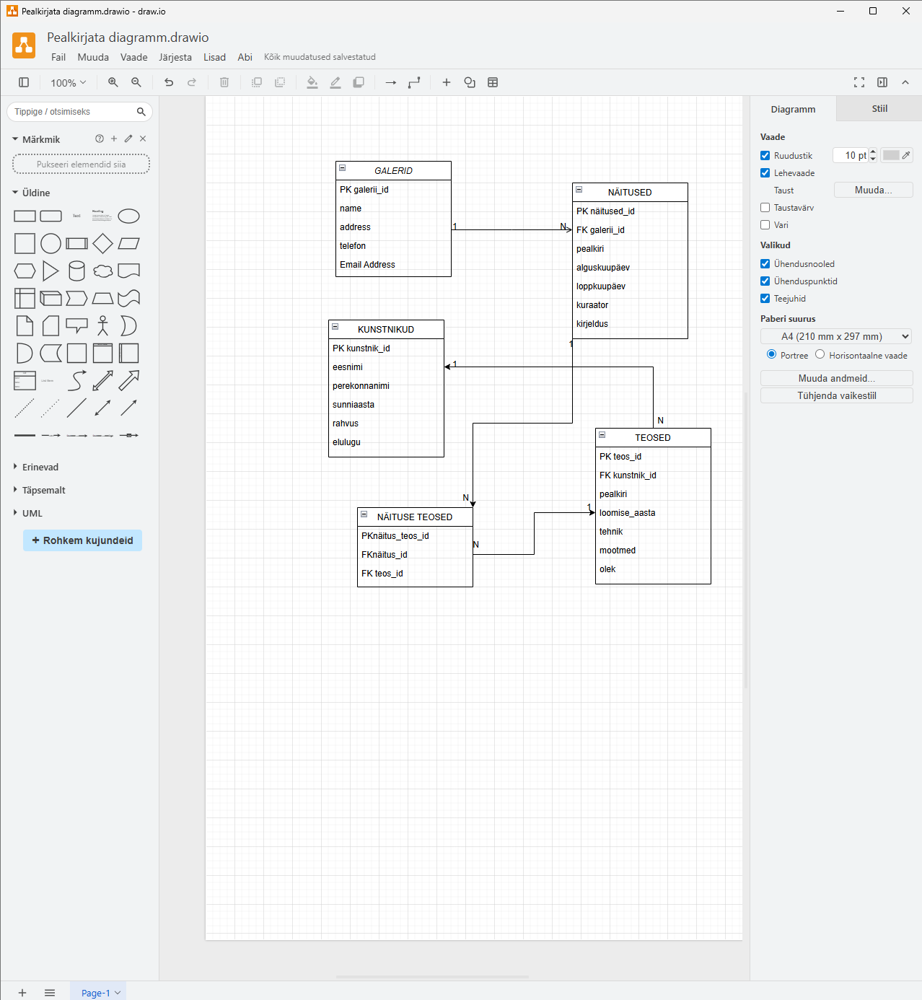 Pealkirjata diagramm.drawio - draw.io
Pealkirjata diagramm.drawio
Fail Muuda Vaade Järjesta Lisad Abi Kõik muudatused salvestatud
100%
Tippige / otsimiseks
Märkmik
Pukseeri elemendid siia
Üldine
Text
Heading
List
List Item
Erinevad
Täpsemalt
UML
+ Rohkem kujundeid
GALERID
PK galerii_id
name
address
telefon
Email Address
1
N
NÄITUSED
PK näitused_id
FK galerii_id
pealkiri
alguskuupäev
loppkuupäev
kuraator
kirjeldus
1
KUNSTNIKUD
PK kunstnik_id
eesnimi
perekonnanimi
sunniaasta
rahvus
elulugu
1
N
TEOSED
PK teos_id
FK kunstnik_id
pealkiri
loomise_aasta
tehnik
mootmed
olek
N
1
NÄITUSE TEOSED
PKnäitus_teos_id
FKnäitus_id
FK teos_id
N
Diagramm Stiil
Vaade
Ruudustik 10 pt
Lehevaade
Taust Muuda...
Taustavärv
Vari
Valikud
Ühendusnooled
Ühenduspunktid
Teejuhid
Paberi suurus
A4 (210 mm x 297 mm)
Portree Horisontaalne vaade
Muuda andmeid...
Tühjenda vaikestiil
Page-1